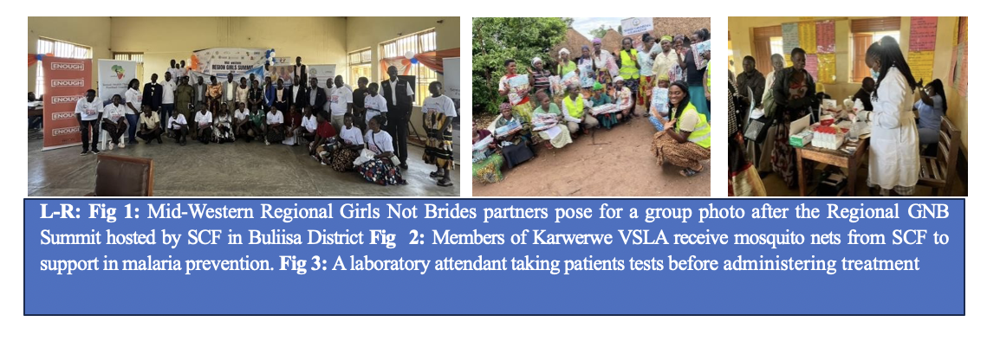 ENOUGH
ENOUGH
ENOUGH
ENOUGH
ENOUGH
REGION GIRLS SUMMIT
L-R: Fig 1: Mid-Western Regional Girls Not Brides partners pose for a group photo after the Regional GNB
Summit hosted by SCF in Buliisa District Fig 2: Members of Karwerwe VSLA receive mosquito nets from SCF to
support in malaria prevention. Fig 3: A laboratory attendant taking patients tests before administering treatment